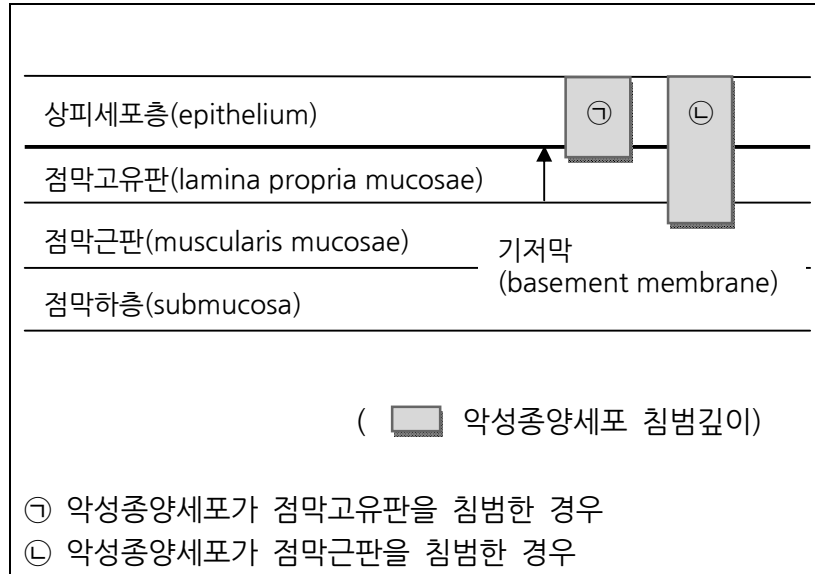 상피세포층(epithelium)
㉠ ㉡
점막고유판(lamina propria mucosae)
점막근판(muscularis mucosae)
기저막
(basement membrane)
점막하층(submucosa)
( 악성종양세포 침범깊이)
㉠ 악성종양세포가 점막고유판을 침범한 경우
㉡ 악성종양세포가 점막근판을 침범한 경우